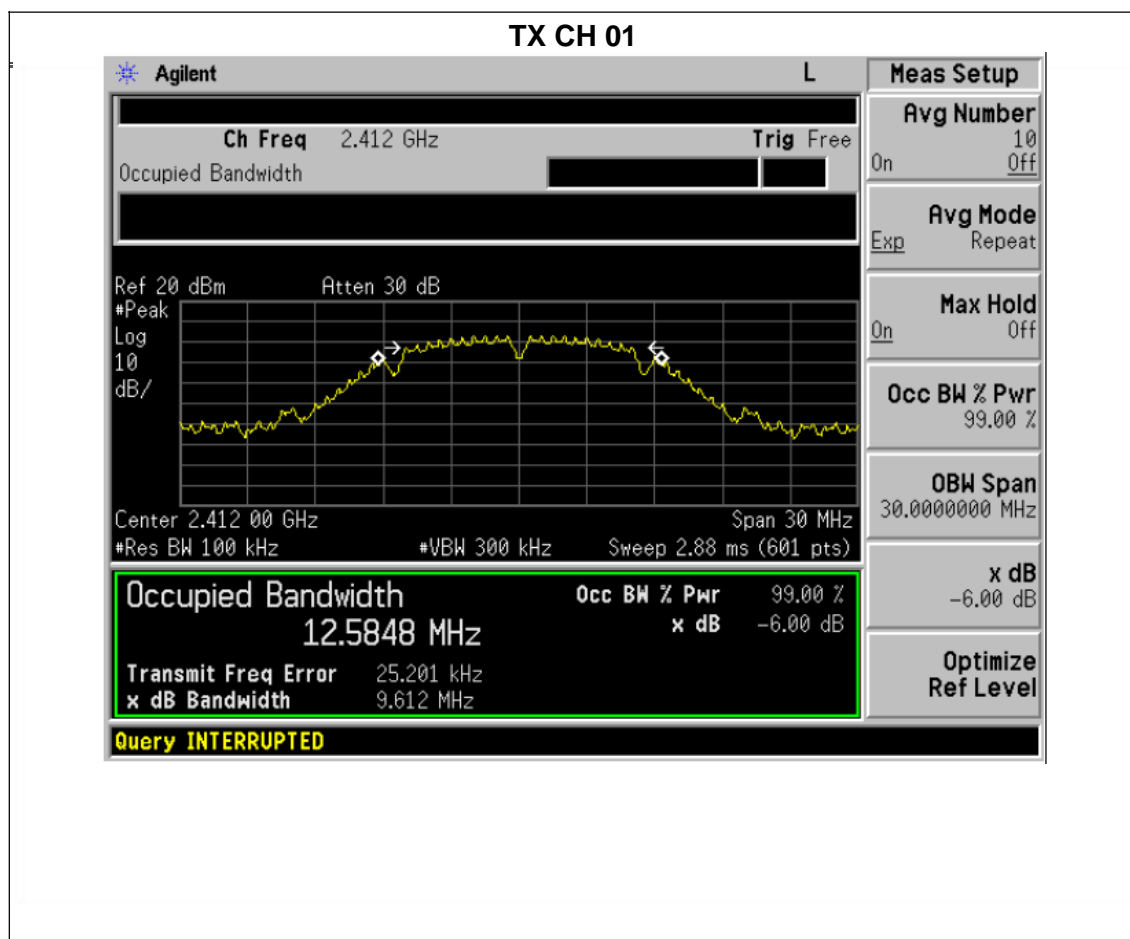 TX CH 01
Agilent L Meas Setup
Ch Freq 2.412 GHz Trig Free
Occupied Bandwidth
Avg Number
10
On Off
Avg Mode
Exp Repeat
Ref 20 dBm Atten 30 dB
#Peak
Log
10
dB/
Max Hold
On Off
Occ BW % Pwr
99.00 %
OBW Span
30.0000000 MHz
Center 2.412 00 GHz Span 30 MHz
#Res BW 100 kHz #VBW 300 kHz Sweep 2.88 ms (601 pts)
Occupied Bandwidth
12.5848 MHz
Occ BW % Pwr 99.00 %
x dB -6.00 dB
Transmit Freq Error 25.201 kHz
x dB Bandwidth 9.612 MHz
x dB
-6.00 dB
Optimize
Ref Level
Query INTERRUPTED